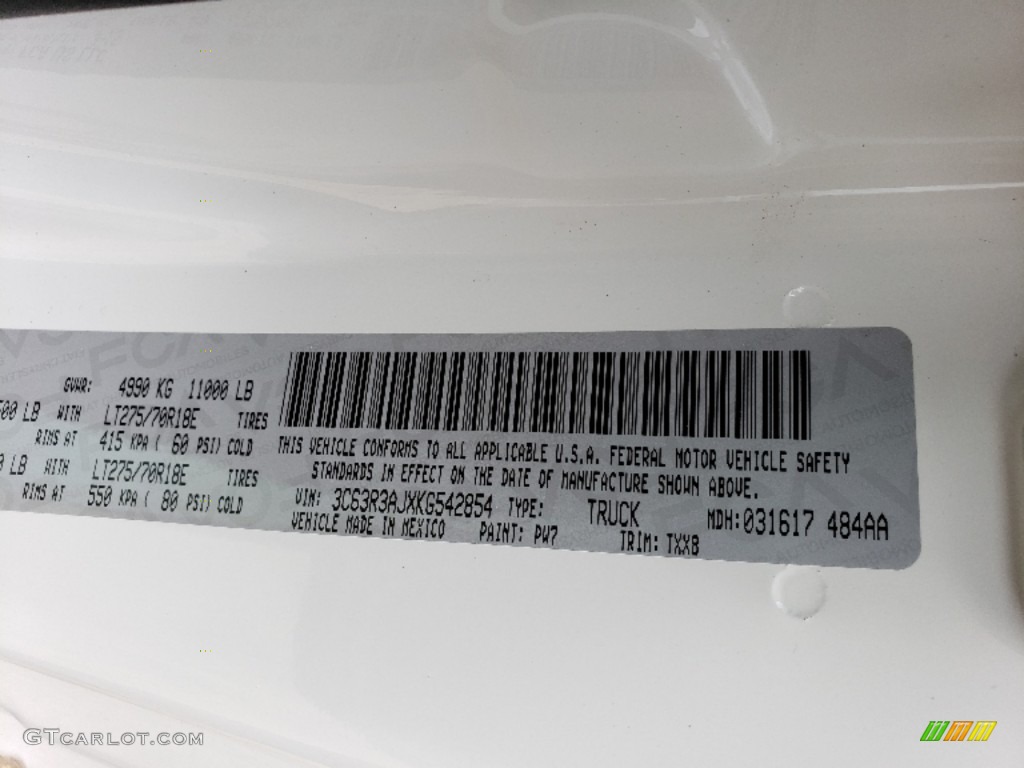 GVWR: 4990 KG 11000 LB
500 LB WITH LT275/70R18E TIRES
RIMS AT 415 KPA ( 60 PSI) COLD
LB WITH LT275/70R18E TIRES
RIMS AT 550 KPA ( 80 PSI) COLD
THIS VEHICLE CONFORMS TO ALL APPLICABLE U.S.A. FEDERAL MOTOR VEHICLE SAFETY
STANDARDS IN EFFECT ON THE DATE OF MANUFACTURE SHOWN ABOVE.
VIN: 3C63R3AJXKG542854 TYPE: TRUCK MDH:031617 484AA
VEHICLE MADE IN MEXICO PAINT: PW7 TRIM: TXX8
GTCARLOT.COM